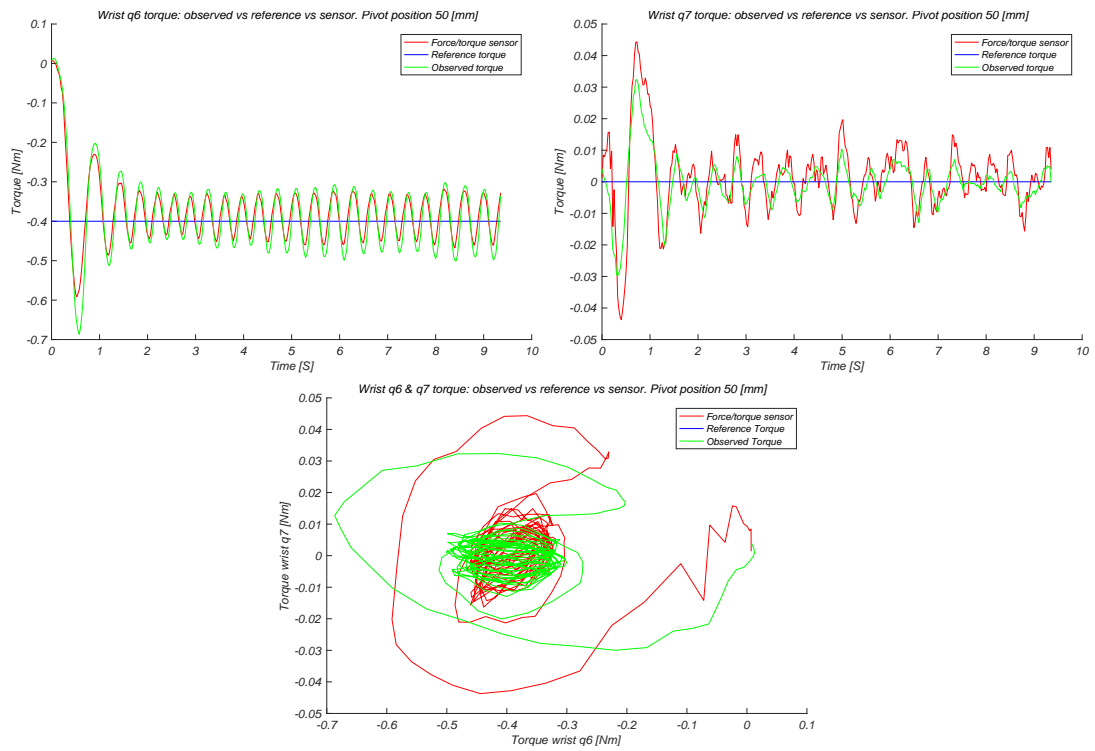 Wrist q6 torque: observed vs reference vs sensor. Pivot position 50 [mm]
0.1
0
-0.1
-0.2
-0.3
-0.4
-0.5
-0.6
-0.7
Torque [Nm]
Force/torque sensor
Reference torque
Observed torque
0 1 2 3 4 5 6 7 8 9 10
Time [S]
Wrist q7 torque: observed vs reference vs sensor. Pivot position 50 [mm]
0.05
0.04
0.03
0.02
0.01
0
-0.01
-0.02
-0.03
-0.04
-0.05
Torque [Nm]
Force/torque sensor
Reference torque
Observed torque
0 1 2 3 4 5 6 7 8 9 10
Time [S]
Wrist q6 & q7 torque: observed vs reference vs sensor. Pivot position 50 [mm]
0.05
0.04
0.03
0.02
0.01
0
-0.01
-0.02
-0.03
-0.04
-0.05
Torque wrist q7 [Nm]
Force/torque sensor
Reference Torque
Observed Torque
-0.7 -0.6 -0.5 -0.4 -0.3 -0.2 -0.1 0 0.1
Torque wrist q6 [Nm]